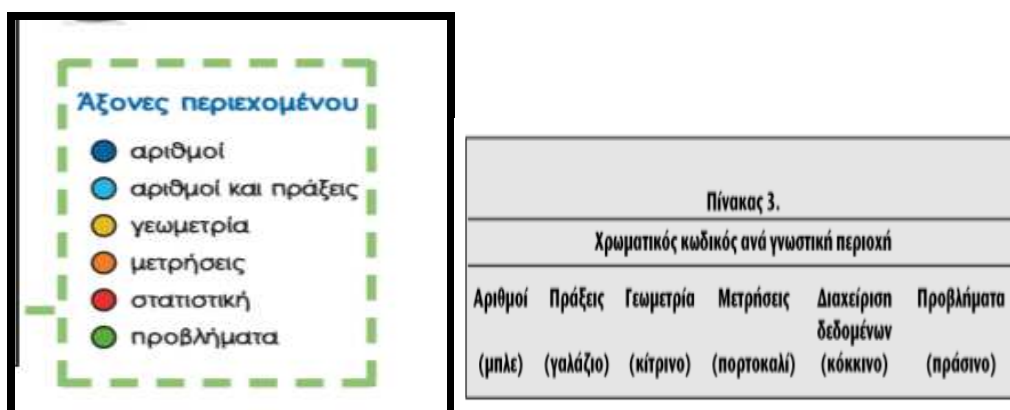 Άξονες περιεχομένου
αριθμοί
αριθμοί και πράξεις
γεωμετρία
μετρήσεις
στατιστική
προβλήματα
Πίνακας 3.
Χρωματικός κωδικός ανά γνωστική περιοχή
Αριθμοί Πράξεις Γεωμετρία Μετρήσεις Διαχείριση Προβλήματα
δεδομένων
(μπλε) (γαλάζιο) (κίτρινο) (πορτοκαλί) (κόκκινο) (πράσινο)